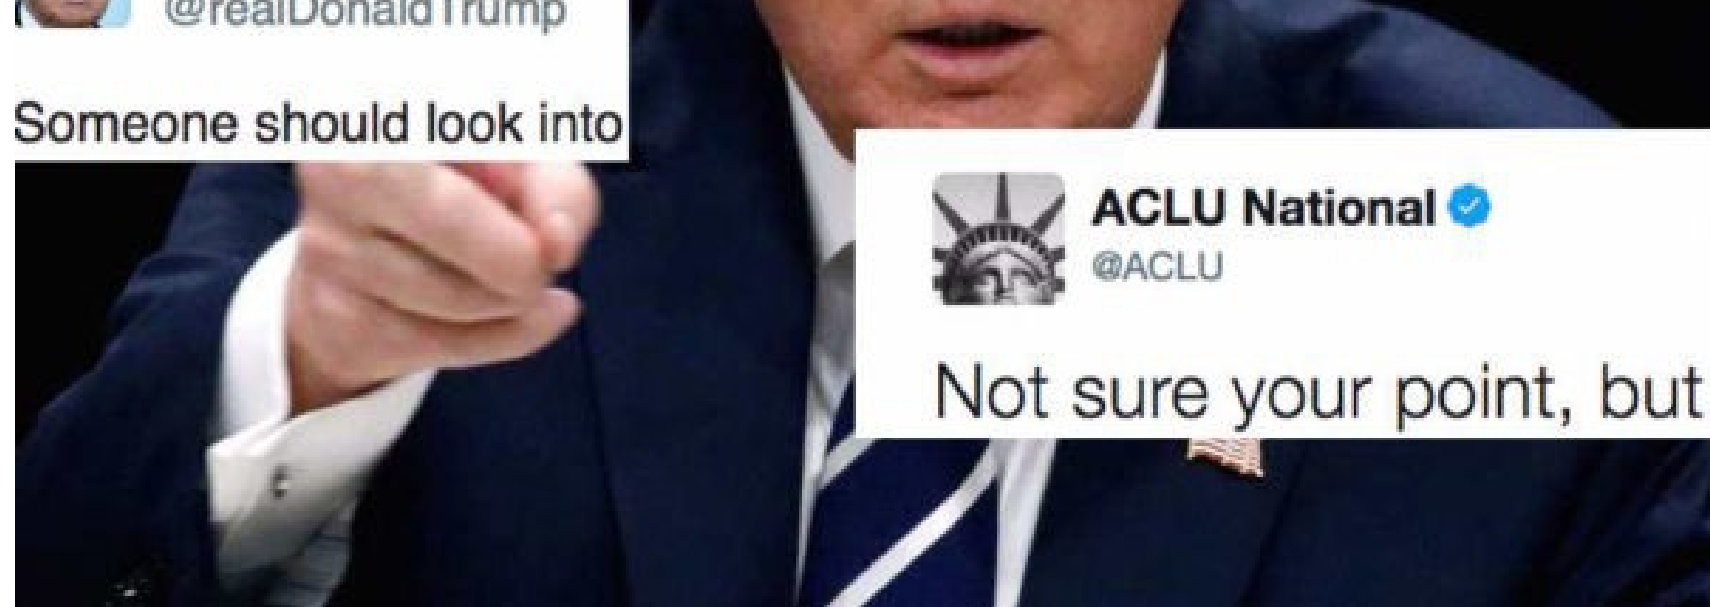 @realDonaldTrump
Someone should look into
ACLU National
@ACLU
Not sure your point, but